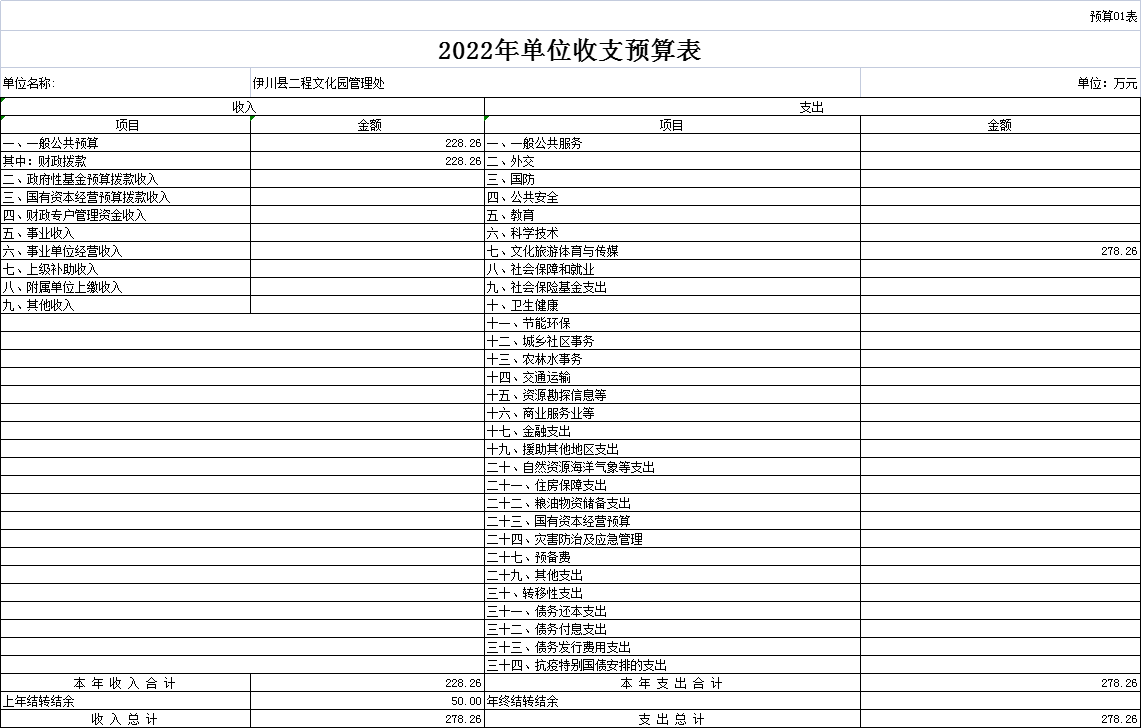 预算01表
2022年单位收支预算表
单位名称: 伊川县二程文化园管理处 单位：万元
收入 支出
项目 金额 项目 金额
一、一般公共预算 228.26 一、一般公共服务
其中：财政拨款 228.26 二、外交
二、政府性基金预算拨款收入 三、国防
三、国有资本经营预算拨款收入 四、公共安全
四、财政专户管理资金收入 五、教育
五、事业收入 六、科学技术
六、事业单位经营收入 七、文化旅游体育与传媒 278.26
七、上级补助收入 八、社会保障和就业
八、附属单位上缴收入 九、社会保险基金支出
九、其他收入 十、卫生健康
十一、节能环保
十二、城乡社区事务
十三、农林水事务
十四、交通运输
十五、资源勘探信息等
十六、商业服务业等
十七、金融支出
十九、援助其他地区支出
二十、自然资源海洋气象等支出
二十一、住房保障支出
二十二、粮油物资储备支出
二十三、国有资本经营预算
二十四、灾害防治及应急管理
二十七、预备费
二十九、其他支出
三十、转移性支出
三十一、债务还本支出
三十二、债务付息支出
三十三、债务发行费用支出
三十四、抗疫特别国债安排的支出
本 年 收 入 合 计 228.26 本 年 支 出 合 计 278.26
上年结转结余 50.00 年终结转结余
收 入 总 计 278.26 支 出 总 计 278.26